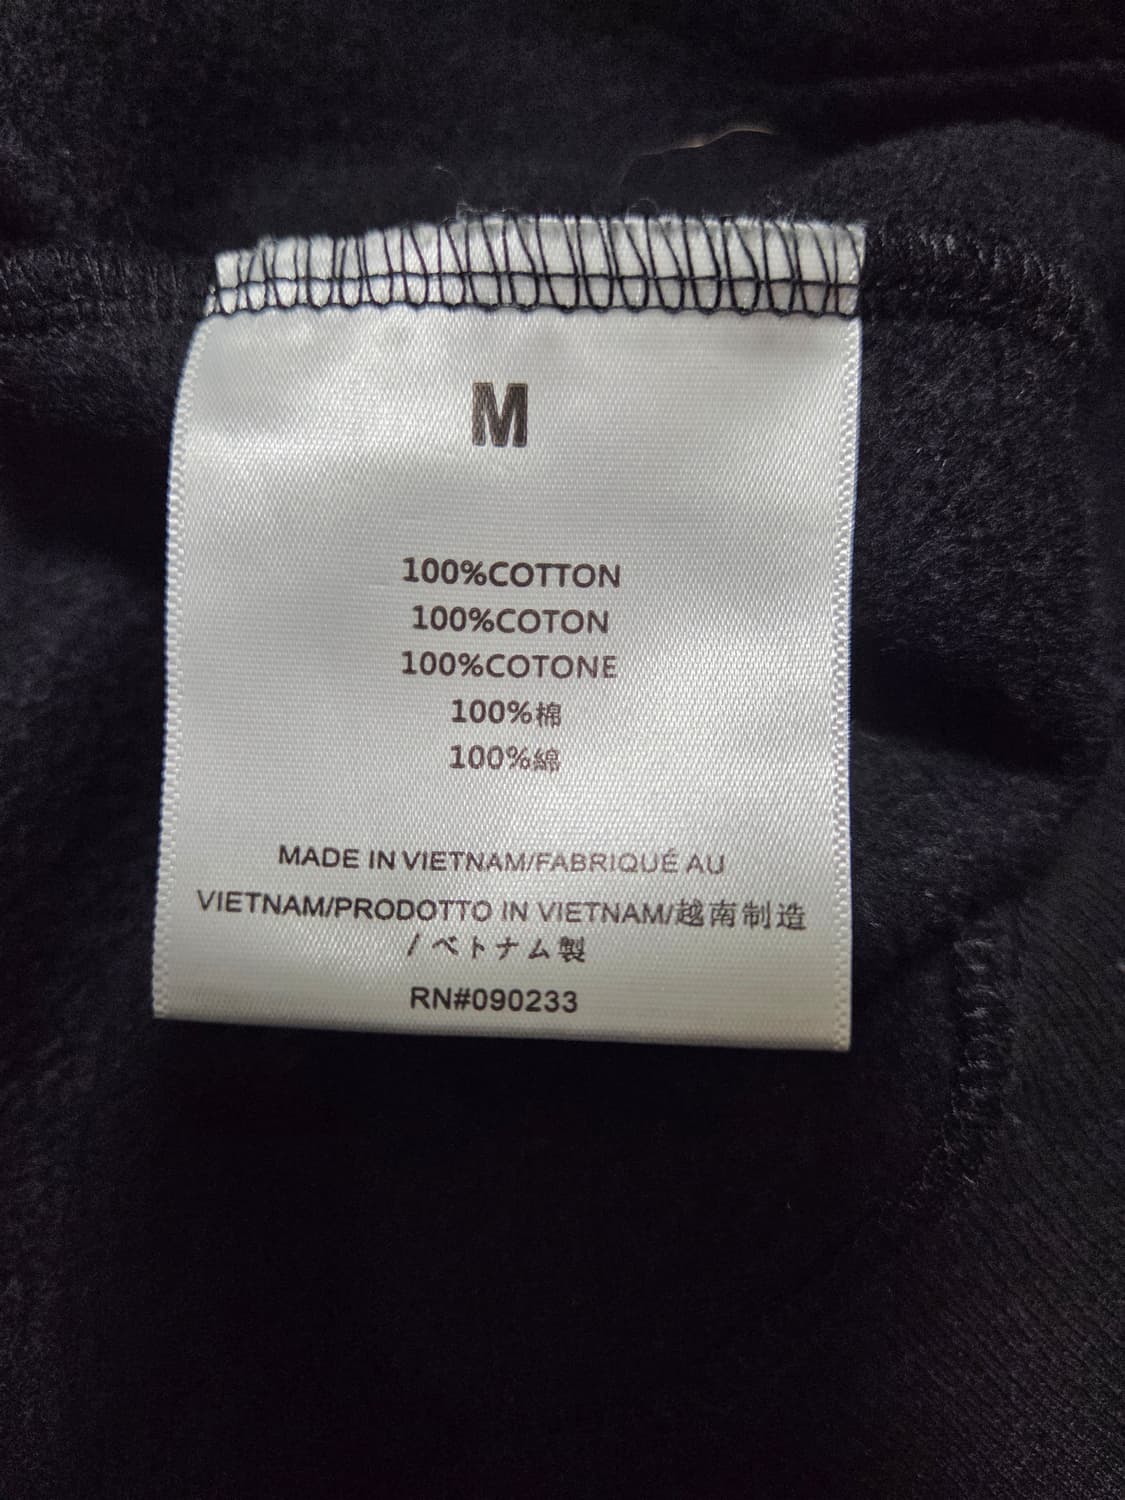 M
100%COTTON
100%COTON
100%COTONE
100%棉
100%綿
MADE IN VIETNAM/FABRIQUÉ AU
VIETNAM/PRODOTTO IN VIETNAM/越南制造
/ ベトナム製
RN#090233